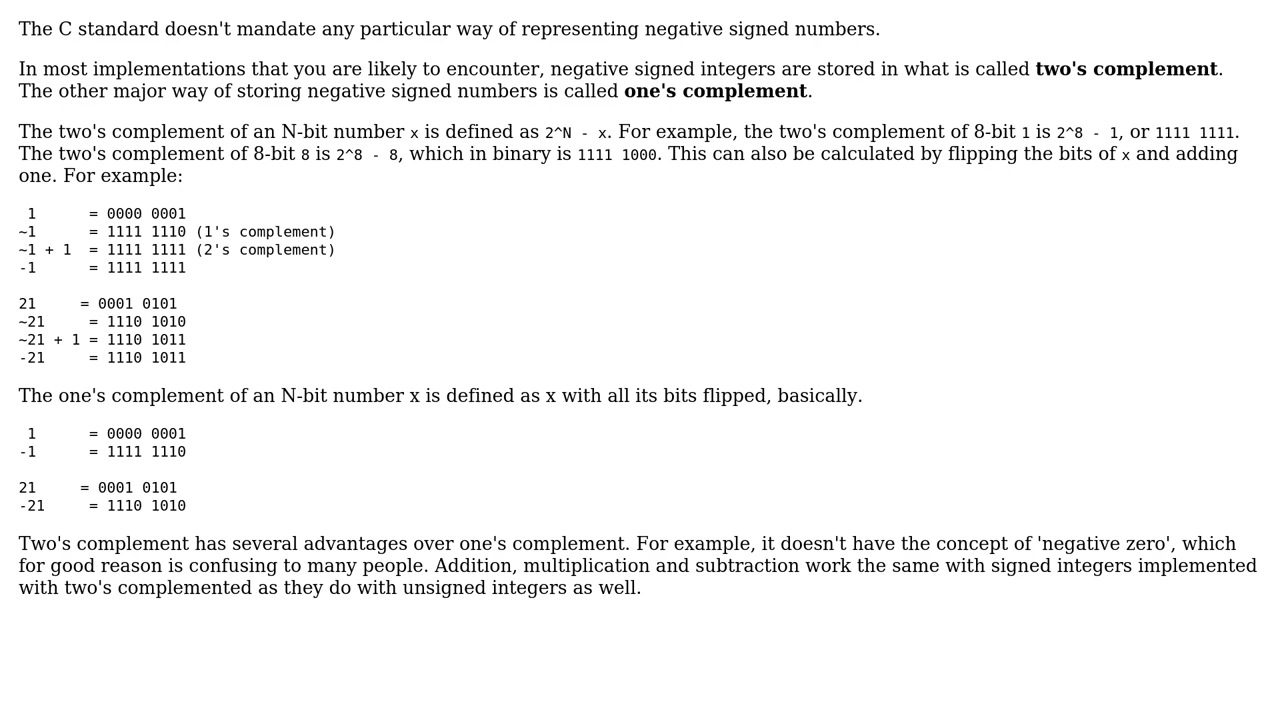 The C standard doesn't mandate any particular way of representing negative signed numbers.
In most implementations that you are likely to encounter, negative signed integers are stored in what is called two's complement.
The other major way of storing negative signed numbers is called one's complement.
The two's complement of an N-bit number x is defined as 2^N - x. For example, the two's complement of 8-bit 1 is 2^8 - 1, or 1111 1111.
The two's complement of 8-bit 8 is 2^8 - 8, which in binary is 1111 1000. This can also be calculated by flipping the bits of x and adding
one. For example:
 1      = 0000 0001
~1      = 1111 1110 (1's complement)
~1 + 1  = 1111 1111 (2's complement)
-1      = 1111 1111
21     = 0001 0101
~21     = 1110 1010
~21 + 1 = 1110 1011
-21     = 1110 1011
The one's complement of an N-bit number x is defined as x with all its bits flipped, basically.
 1      = 0000 0001
-1      = 1111 1110
21     = 0001 0101
-21     = 1110 1010
Two's complement has several advantages over one's complement. For example, it doesn't have the concept of 'negative zero', which
for good reason is confusing to many people. Addition, multiplication and subtraction work the same with signed integers implemented
with two's complemented as they do with unsigned integers as well.